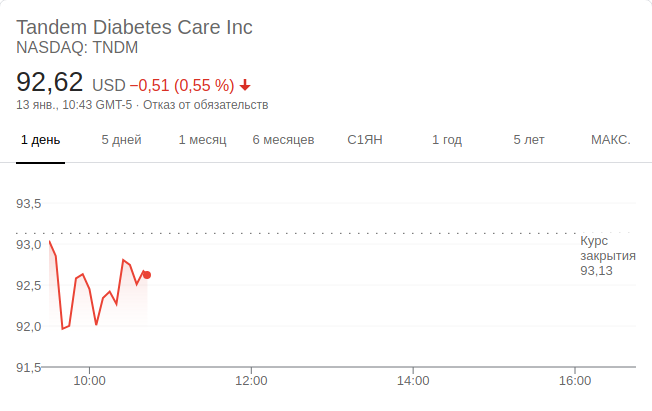 Tandem Diabetes Care Inc
NASDAQ: TNDM
92,62 USD −0,51 (0,55 %)
13 янв., 10:43 GMT-5 · Отказ от обязательств
1 день 5 дней 1 месяц 6 месяцев С1ЯН 1 год 5 лет МАКС.
93,5
93,0
92,5
92,0
91,5
Курс
закрытия
93,13
10:00 12:00 14:00 16:00